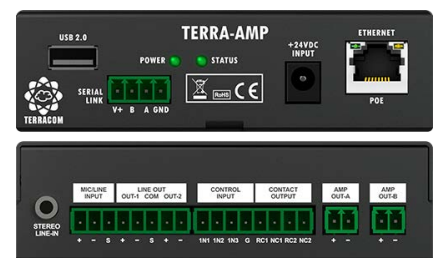 USB 2.0
TERRA-AMP
ETHERNET
+24VDC
INPUT
POWER
STATUS
SERIAL
LINK
V+ B A GND
RoHS
CE
POE
TERRACOM
MIC/LINE
INPUT
LINE OUT
OUT-1 COM OUT-2
CONTROL
INPUT
CONTACT
OUTPUT
AMP
OUT-A
AMP
OUT-B
STEREO
LINE-IN
+ - S + - S + - 1N1 1N2 1N3 G RC1 NC1 RC2 NC2 + - + -